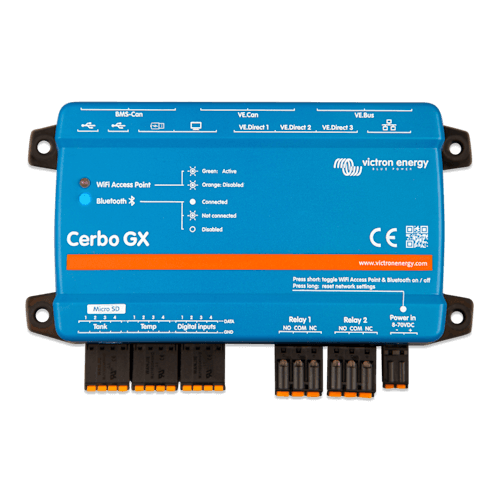 BMS-Can VE.Can VE.Bus
VE.Direct 1 VE.Direct 2 VE.Direct 3
victron energy
BLUE POWER
WiFi Access Point
Green: Active
Orange: Disabled
Bluetooth
Connected
Not connected
Disabled
Cerbo GX
CE
www.victronenergy.com
Press short: toggle WiFi Access Point & Bluetooth on / off
Press long: reset network settings
Micro SD
1 2 3 4 1 2 3 4 1 2 3 4 DATA
Tank Temp Digital inputs GND
Relay 1 Relay 2
NO COM NC NO COM NC
Power in
8-70VDC